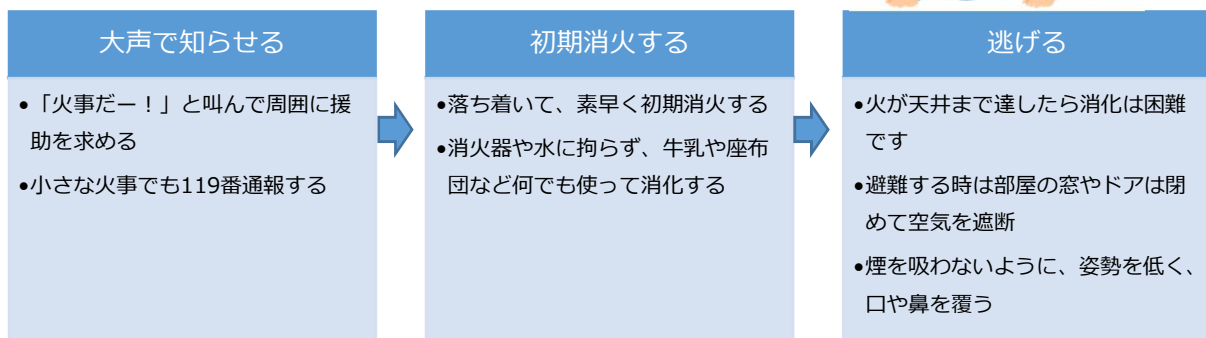 大声で知らせる
•「火事だー！」と叫んで周囲に援
助を求める
•小さな火事でも119番通報する
初期消火する
•落ち着いて、素早く初期消火する
•消火器や水に拘らず、牛乳や座布
団など何でも使って消化する
逃げる
•火が天井まで達したら消化は困難
です
•避難する時は部屋の窓やドアは閉
めて空気を遮断
•煙を吸わないように、姿勢を低く、
口や鼻を覆う